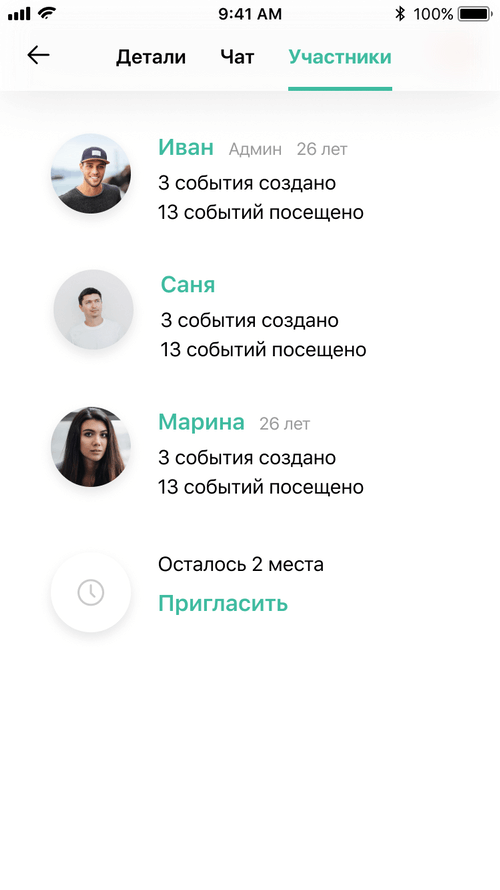 9:41 AM 100%
Детали Чат Участники
Иван Админ 26 лет
3 события создано
13 событий посещено
Саня
3 события создано
13 событий посещено
Марина 26 лет
3 события создано
13 событий посещено
Осталось 2 места
Пригласить